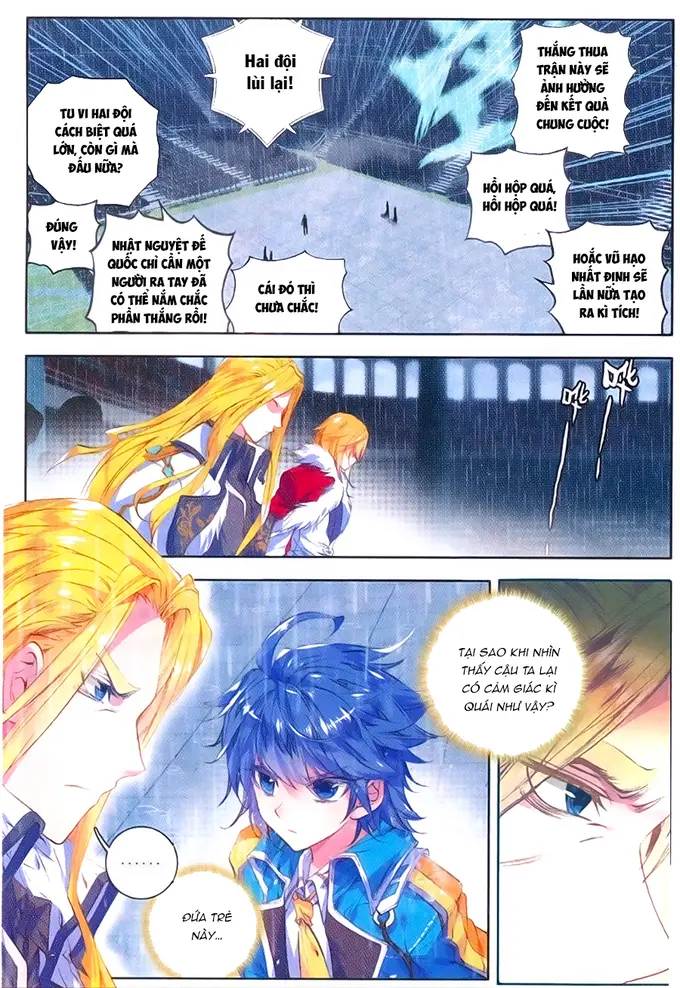 Hai đội
lùi lại!
THẮNG THUA
TRẬN NÀY SẼ
ẢNH HƯỞNG
ĐẾN KẾT QUẢ
CHUNG CUỘC!
TU VI HAI ĐỘI
CÁCH BIỆT QUÁ
LỚN, CÒN GÌ MÀ
ĐẤU NỮA?
HỒI HỘP QUÁ,
HỒI HỘP QUÁ!
ĐÚNG
VẬY!
NHẬT NGUYỆT ĐẾ
QUỐC CHỈ CẦN MỘT
NGƯỜI RA TAY ĐÃ
CÓ THỂ NẮM CHẮC
PHẦN THẮNG RỒI!
CÁI ĐÓ THÌ
CHƯA CHẮC!
HOẮC VŨ HẠO
NHẤT ĐỊNH SẼ
LẦN NỮA TẠO
RA KÌ TÍCH!
TẠI SAO KHI NHÌN
THẤY CẬU TA LẠI
CÓ CẢM GIÁC KÌ
QUÁI NHƯ VẬY?
......
ĐỨA TRẺ
NÀY...